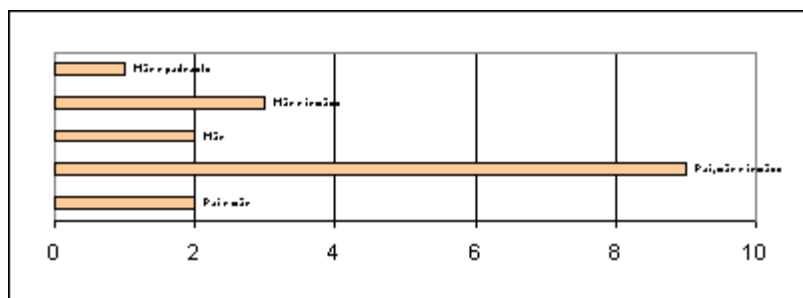 Mãe e padrasto
Mãe e irmãos
Mãe
Pai, mãe e irmãos
Pai e mãe
0 2 4 6 8 10